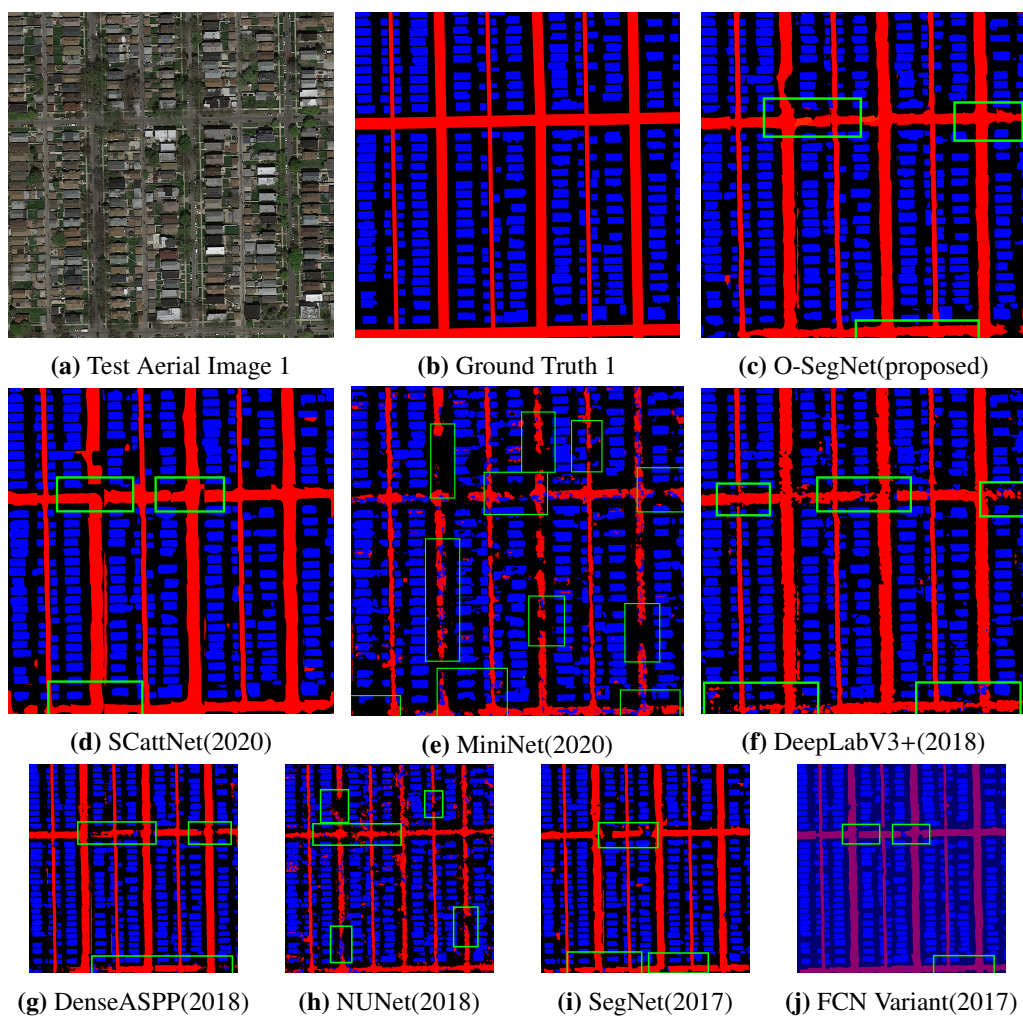 (a) Test Aerial Image 1
(b) Ground Truth 1
(c) O-SegNet(proposed)
(d) SCattNet(2020)
(e) MiniNet(2020)
(f) DeepLabV3+(2018)
(g) DenseASPP(2018)
(h) NUNet(2018)
(i) SegNet(2017)
(j) FCN Variant(2017)